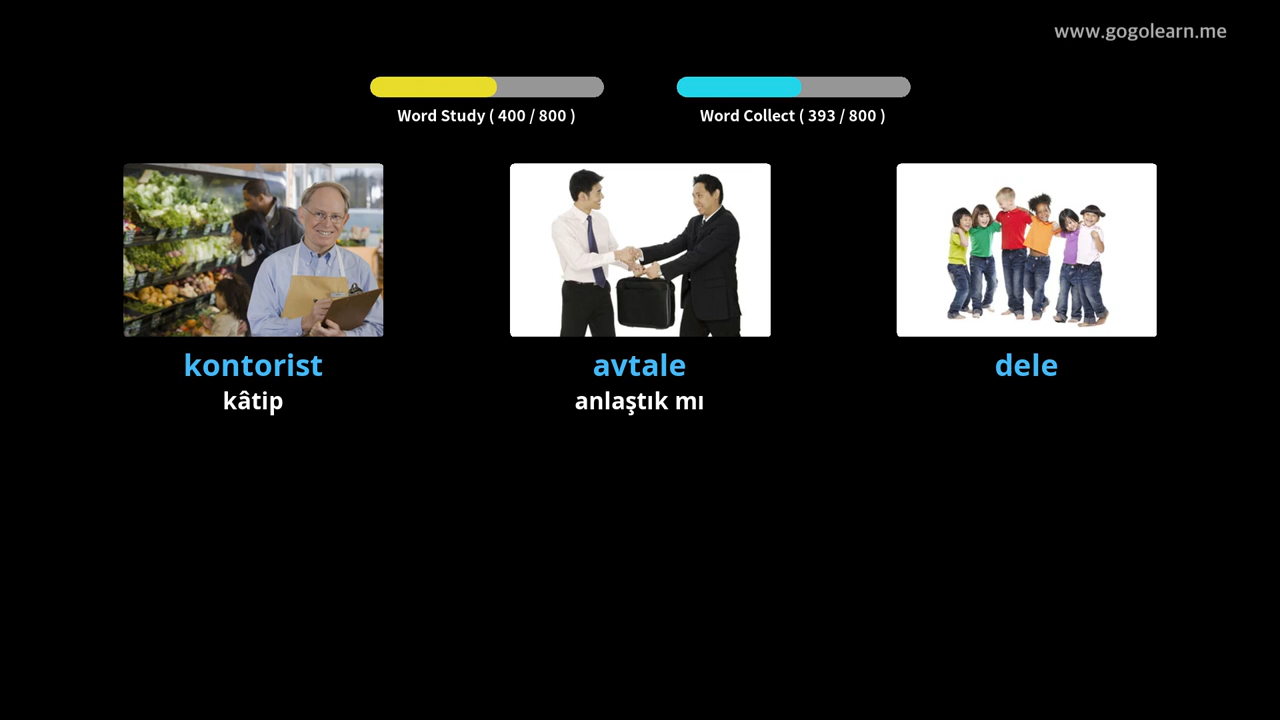 www.gogolearn.me
Word Study ( 400 / 800 )
Word Collect ( 393 / 800 )
kontorist
kâtip
avtale
anlaştık mı
dele